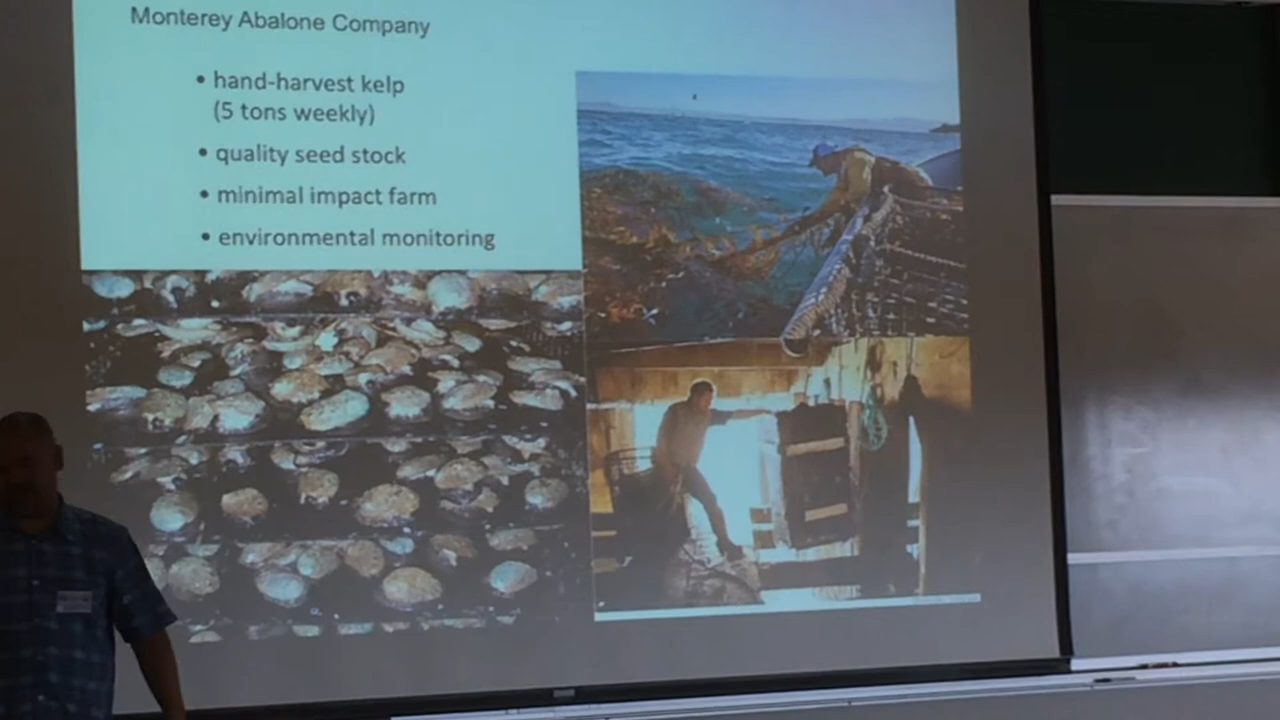 Monterey Abalone Company
• hand-harvest kelp
(5 tons weekly)
• quality seed stock
• minimal impact farm
• environmental monitoring